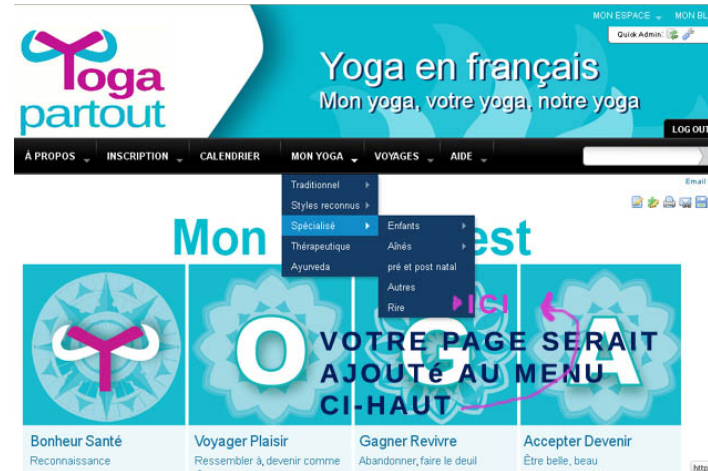 MON ESPACE MON BL
Quick Admin:
Yoga
partout
Yoga en français
Mon yoga, votre yoga, notre yoga
LOG OUT
À PROPOS INSCRIPTION CALENDRIER MON YOGA VOYAGES AIDE
Email
Traditionnel
Styles reconnus
Spécialisé
Thérapeutique
Ayurveda
Enfants
Aînés
pré et post natal
Autres
Rire
ICI
Mon est
O G A
VOTRE PAGE SERAIT
AJOUTé AU MENU
CI-HAUT
Bonheur Santé
Reconnaissance
Voyager Plaisir
Ressembler à, devenir comme
Gagner Revivre
Abandonner, faire le deuil
Accepter Devenir
Être belle, beau
http